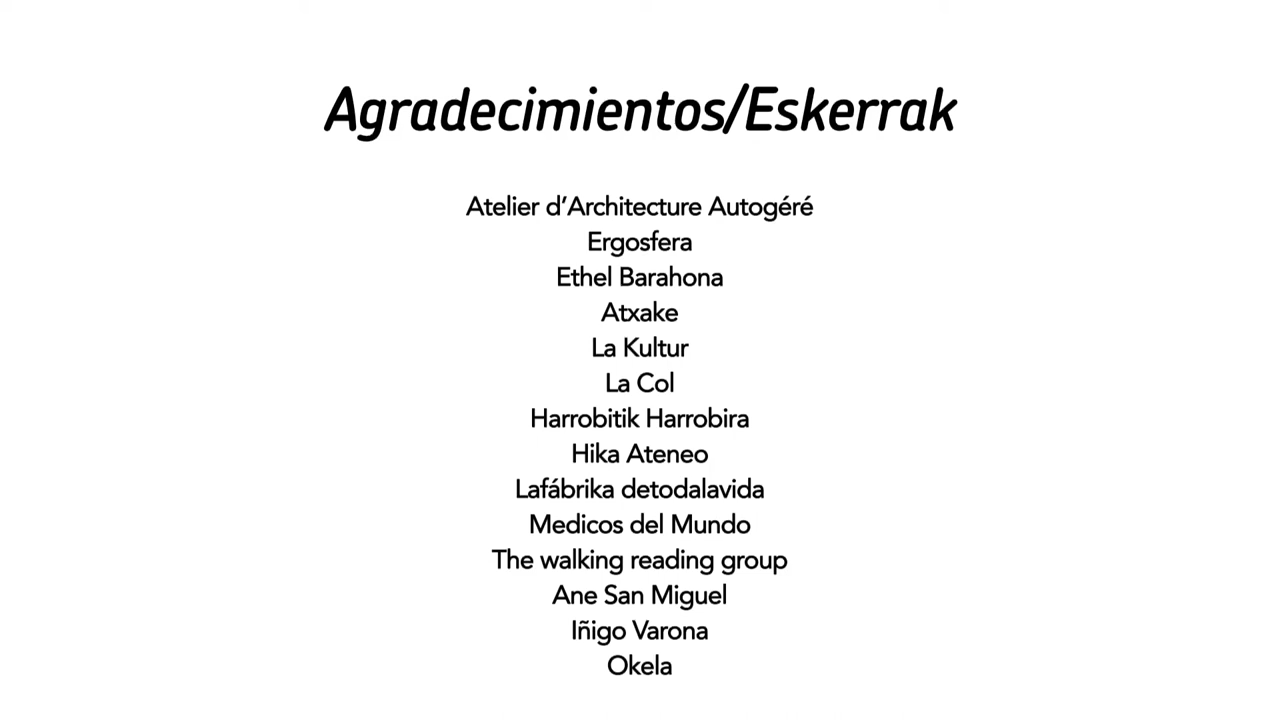 Agradecimientos/Eskerrak
Atelier d’Architecture Autogéré
Ergosfera
Ethel Barahona
Atxake
La Kultur
La Col
Harrobitik Harrobira
Hika Ateneo
Lafábrika detodalavida
Medicos del Mundo
The walking reading group
Ane San Miguel
Iñigo Varona
Okela